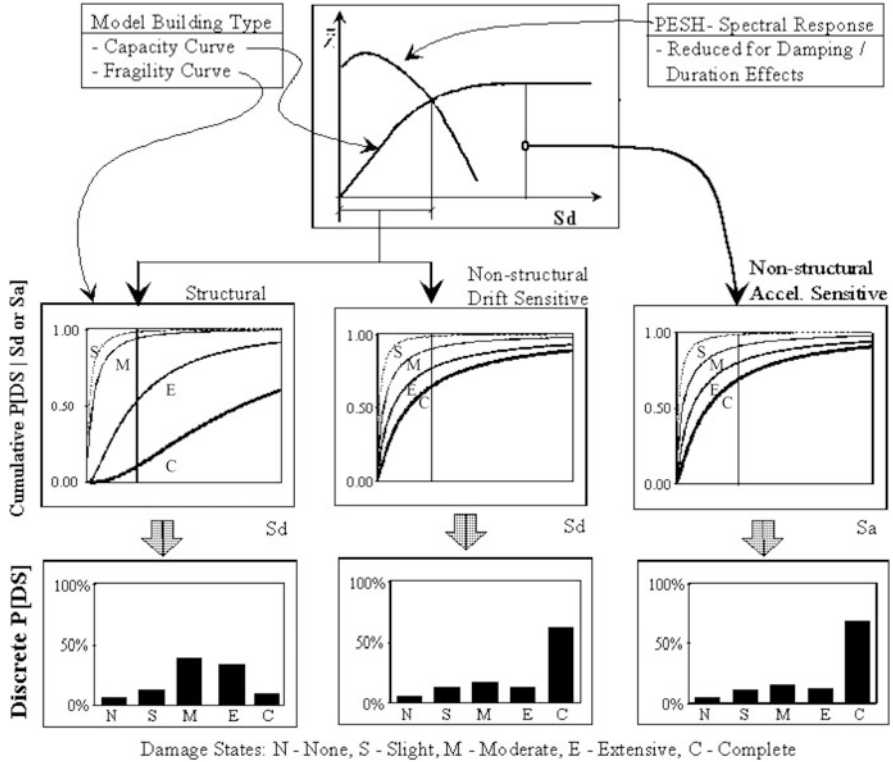 Model Building Type
- Capacity Curve
- Fragility Curve
PESH- Spectral Response
- Reduced for Damping /
Duration Effects
Sd
Cumulative P[DS | Sd or Sa]
Structural
Non-structural
Drift Sensitive
Non-structural
Accel. Sensitive
1.00
0.50
0.00
S
M
E
C
Sd
1.00
0.50
0.00
S
M
E
C
Sd
1.00
0.50
0.00
S
M
E
C
Sa
Discrete P[DS]
100%
50%
0%
N S M E C
100%
50%
0%
N S M E C
100%
50%
0%
N S M E C
Damage States: N - None, S - Slight, M - Moderate, E - Extensive, C - Complete